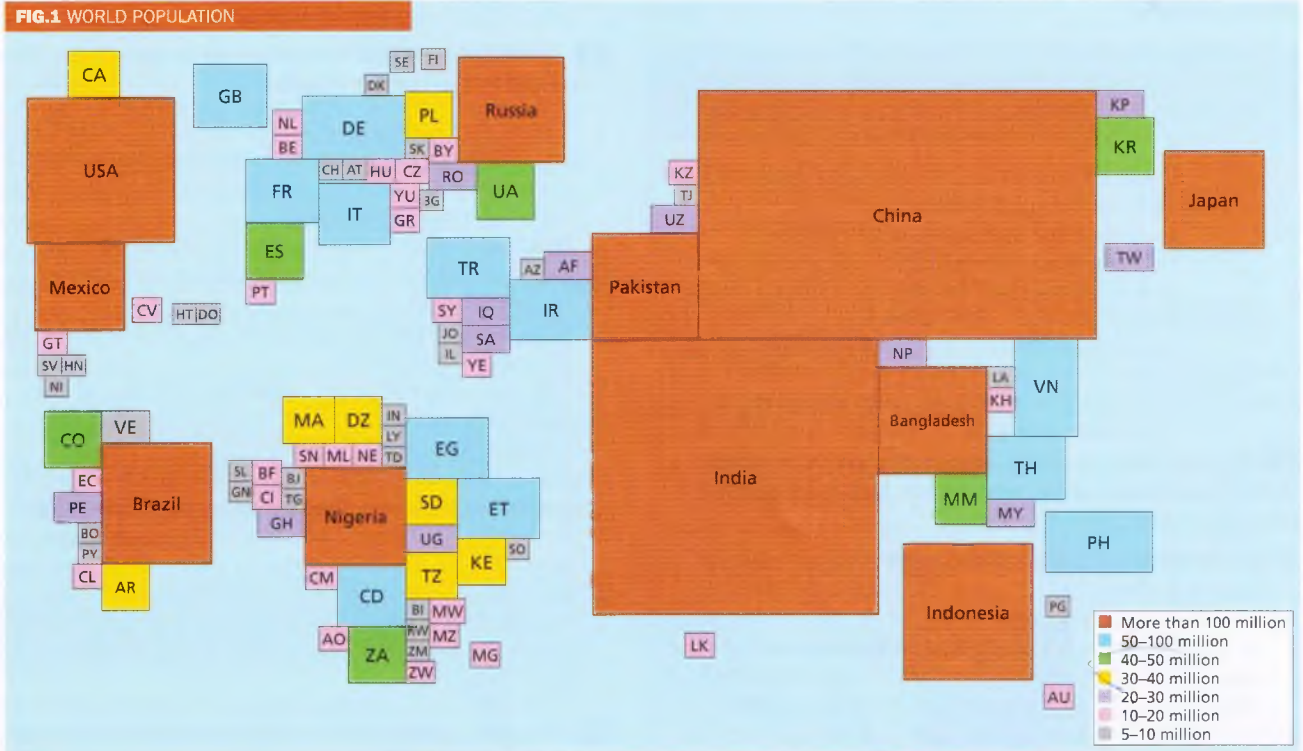 FIG.1 WORLD POPULATION
CA
USA
Mexico
CV
HT DO
GT
SV HN
NI
CO
VE
EC
PE
BO
PY
CL
AR
Brazil
GB
SE
FI
DK
NL
BE
DE
PL
Russia
SK
BY
CH
AT
HU
CZ
RO
UA
FR
IT
YU
BG
GR
ES
PT
TR
AZ
AF
IR
SY
IQ
JO
SA
IL
YE
MA
DZ
IN
LY
TD
SN
ML
NE
EG
SL
BF
BJ
GN
CI
TG
GH
Nigeria
SD
ET
UG
SO
KE
TZ
CM
CD
BI
MW
RW
MZ
AO
ZA
ZM
ZW
MG
KZ
TJ
UZ
Pakistan
China
KP
KR
Japan
TW
India
NP
LA
KH
VN
Bangladesh
TH
MM
MY
PH
Indonesia
PG
LK
AU
More than 100 million
50–100 million
40–50 million
30–40 million
20–30 million
10–20 million
5–10 million